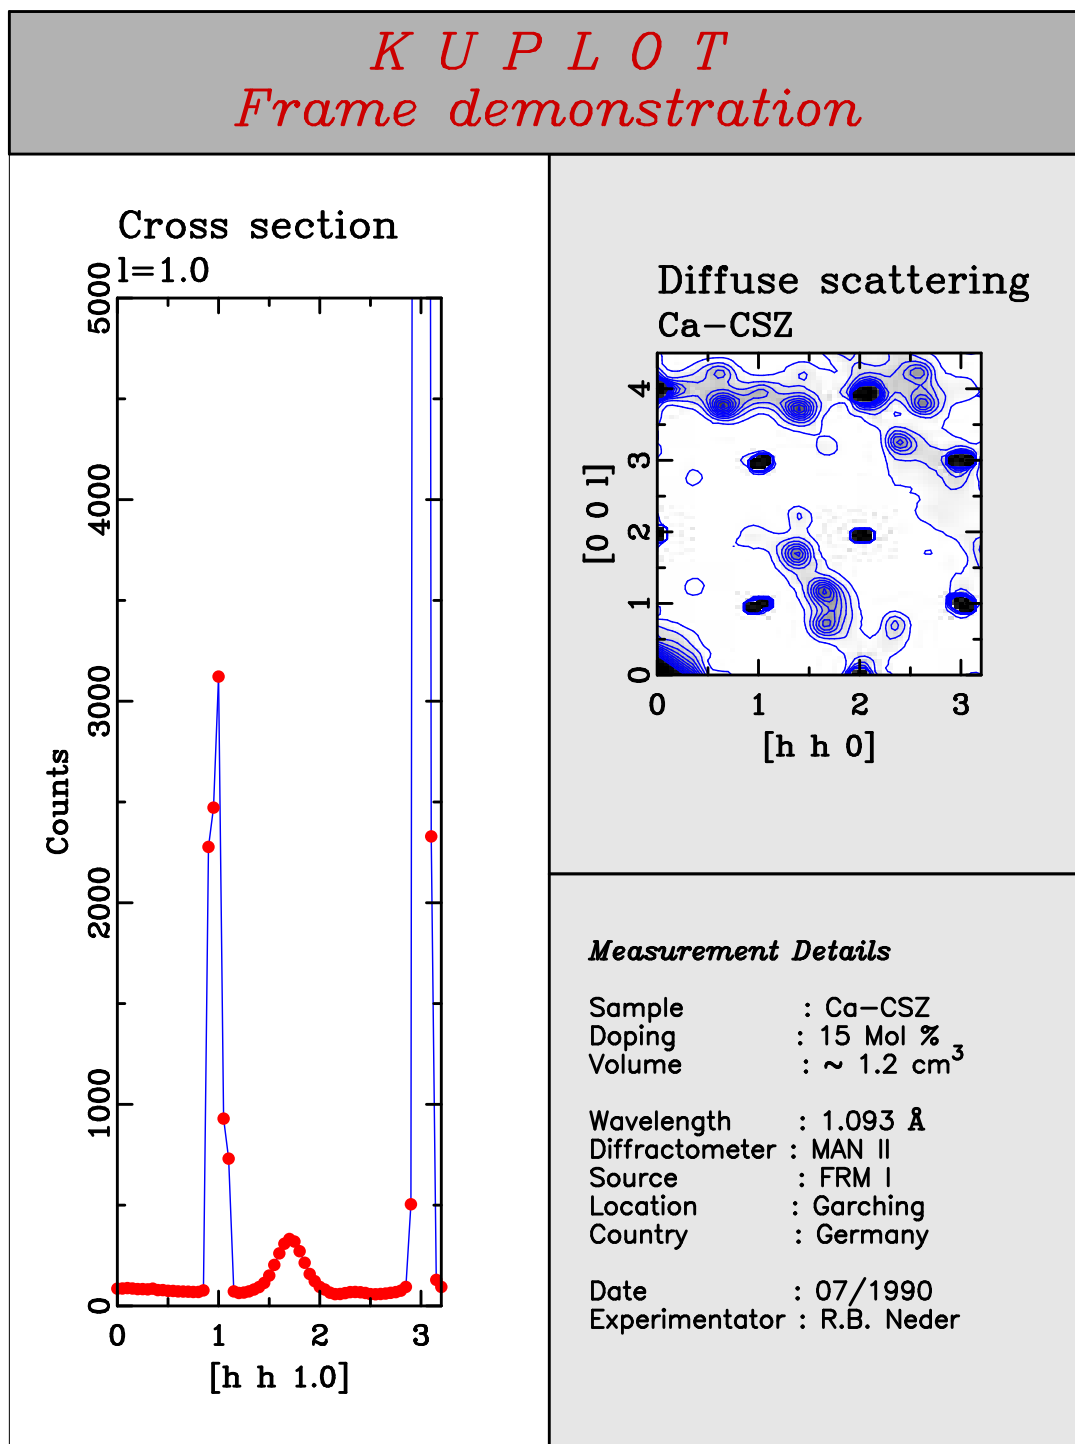 K U P L O T
Frame demonstration
Cross section
l=1.0
5000
4000
3000
2000
1000
0
Counts
0 1 2 3
[h h 1.0]
Diffuse scattering
Ca-CSZ
4
3
2
1
0
[0 0 l]
0 1 2 3
[h h 0]
Measurement Details
Sample : Ca-CSZ
Doping : 15 Mol %
Volume : ~ 1.2 cm³
Wavelength : 1.093 Å
Diffractometer : MAN II
Source : FRM I
Location : Garching
Country : Germany
Date : 07/1990
Experimentator : R.B. Neder